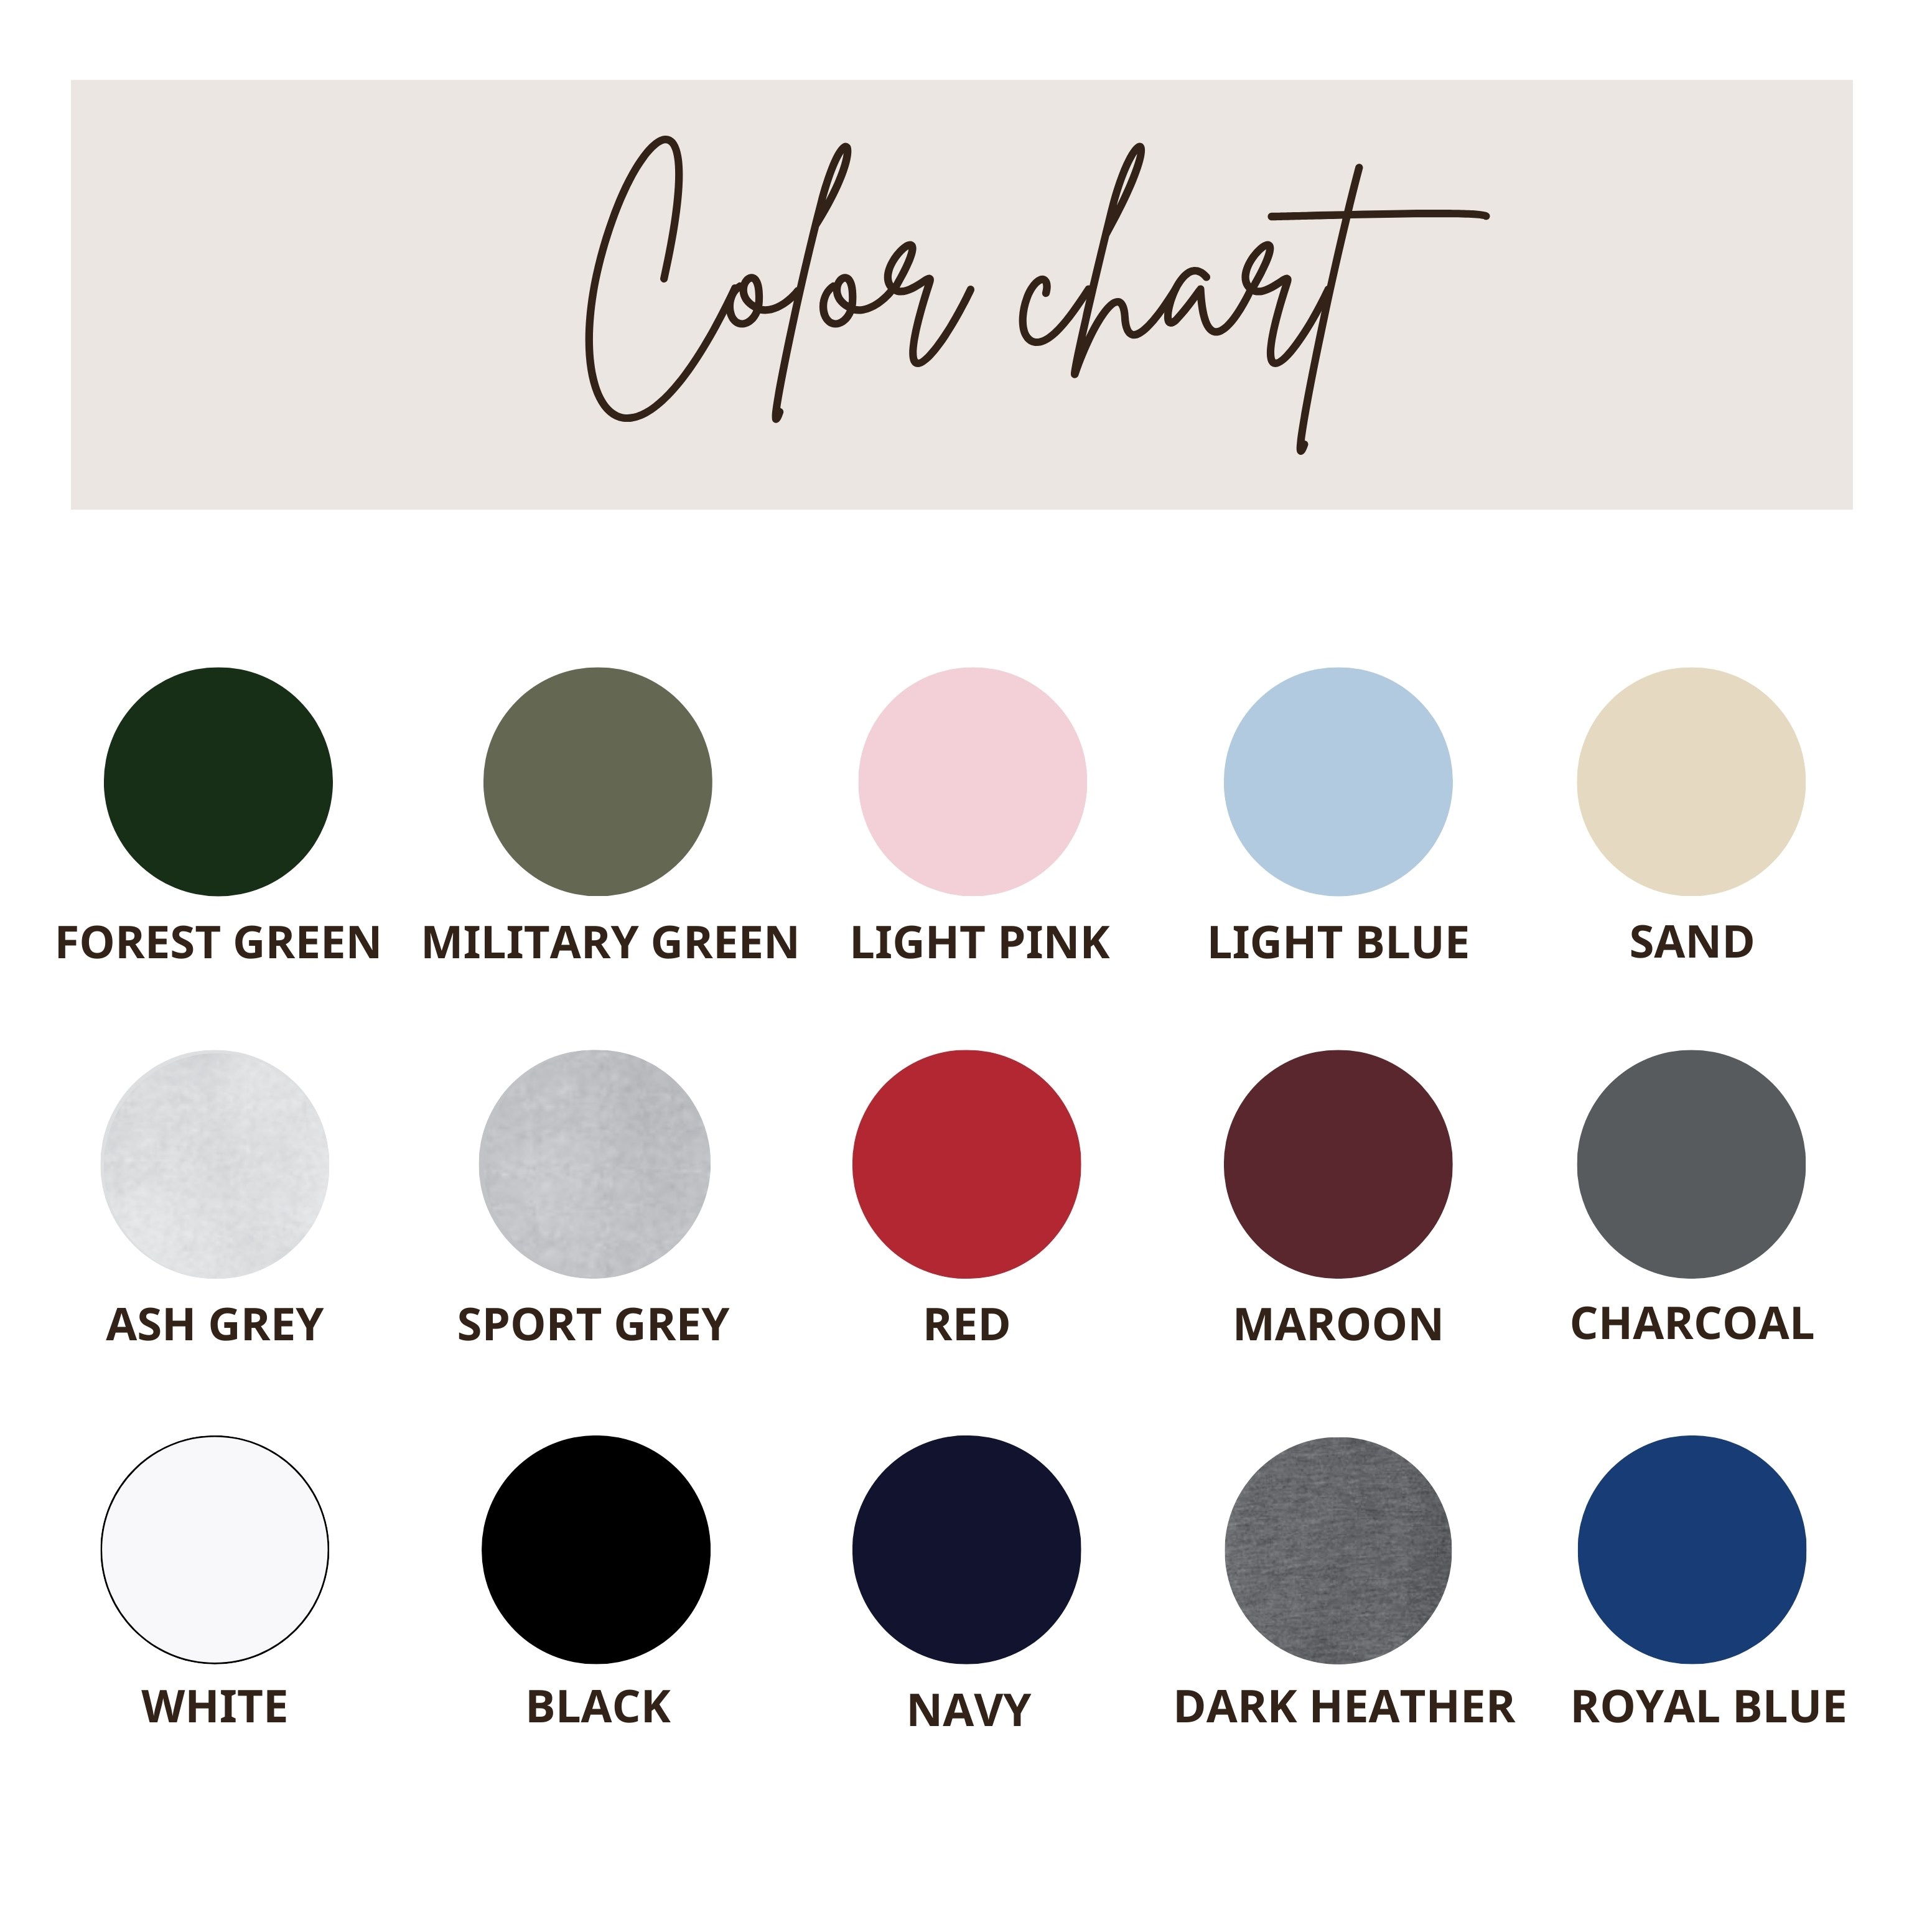 Color chart
FOREST GREEN MILITARY GREEN LIGHT PINK LIGHT BLUE SAND
ASH GREY SPORT GREY RED MAROON CHARCOAL
WHITE BLACK NAVY DARK HEATHER ROYAL BLUE